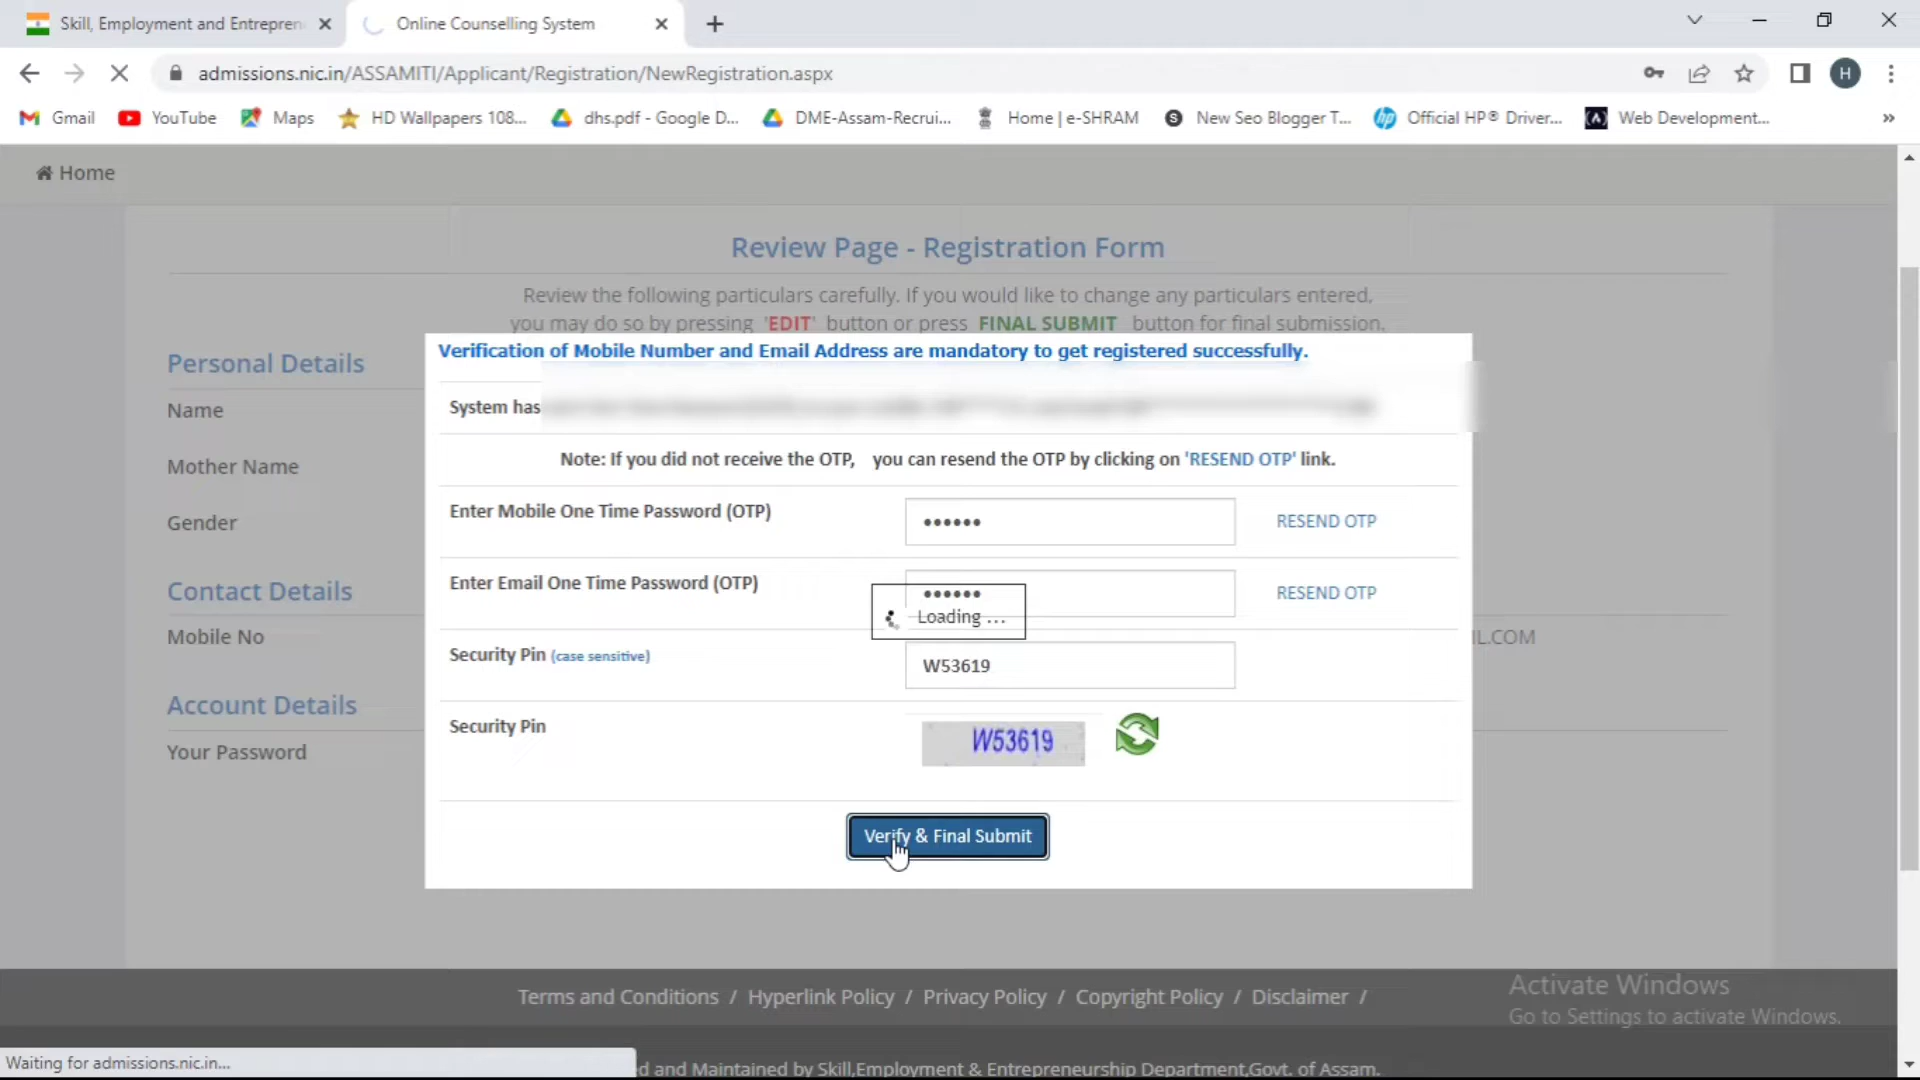 Skill, Employment and Entrepren
Online Counselling System
admissions.nic.in/ASSAMITI/Applicant/Registration/NewRegistration.aspx
H
Gmail
YouTube
Maps
HD Wallpapers 108...
dhs.pdf - Google D...
DME-Assam-Recrui...
Home | e-SHRAM
New Seo Blogger T...
Official HP® Driver...
Web Development...
»
Home
Review Page - Registration Form
Review the following particulars carefully. If you would like to change any particulars entered,
you may do so by pressing 'EDIT' button or press FINAL SUBMIT button for final submission.
Verification of Mobile Number and Email Address are mandatory to get registered successfully.
Personal Details
System has
Name
Note: If you did not receive the OTP, you can resend the OTP by clicking on 'RESEND OTP' link.
Mother Name
Enter Mobile One Time Password (OTP)
••••••
RESEND OTP
Gender
Enter Email One Time Password (OTP)
••••••
RESEND OTP
Contact Details
Loading ...
Mobile No
IL.COM
Security Pin (case sensitive)
W53619
Account Details
Security Pin
W53619
Your Password
Verify & Final Submit
Terms and Conditions / Hyperlink Policy / Privacy Policy / Copyright Policy / Disclaimer /
Activate Windows
Go to Settings to activate Windows.
Waiting for admissions.nic.in...
d and Maintained by Skill,Employment & Entrepreneurship Department,Govt. of Assam.